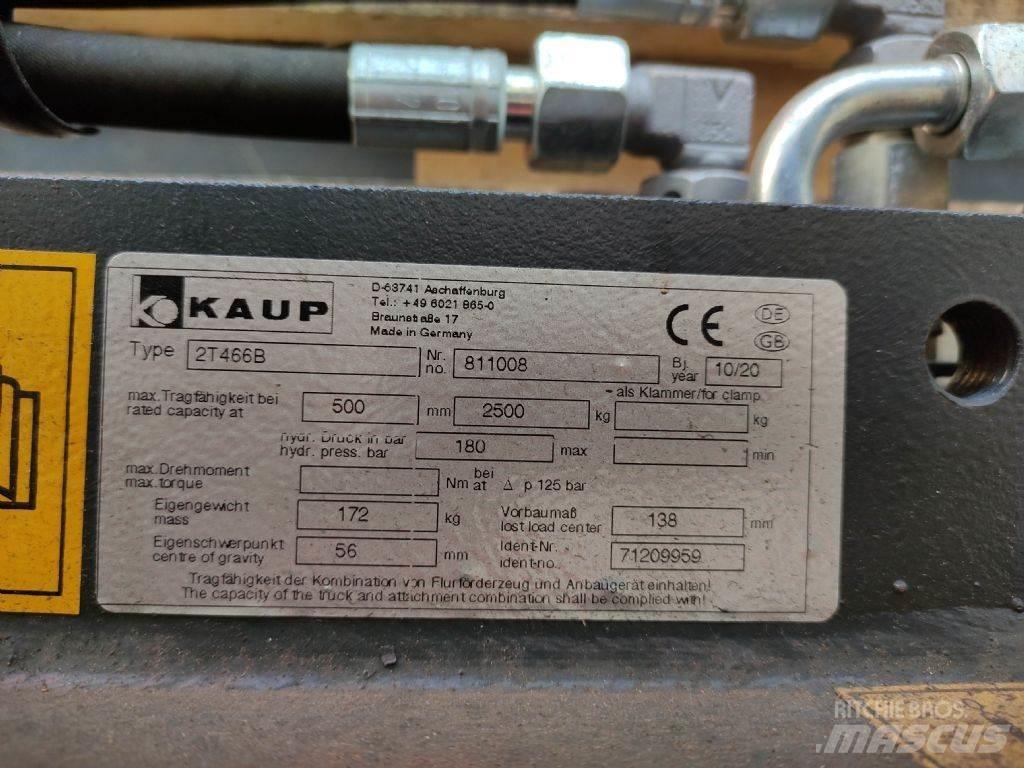 KAUP
D-63741 Aschaffenburg
Tel.: +49 6021 865-0
Braunstraße 17
Made in Germany
CE
DE
GB
Type 2T466B Nr. no. 811008 Bj. year 10/20
max. Tragfähigkeit bei
rated capacity at 500 mm 2500 kg
als Klammer/for clamp
kg
hydr. Druck in bar
hydr. press. bar 180 max min
max. Drehmoment
max. torque Nm bei at Δ p 125 bar
Eigengewicht
mass 172 kg
Vorbaumaß
lost load center 138 mm
Eigenschwerpunkt
centre of gravity 56 mm
Ident-Nr.
ident-no. 71209959
Tragfähigkeit der Kombination von Flurförderzeug und Anbaugerät einhalten!
The capacity of the truck and attachment combination shall be complied with!
RITCHIE BROS.
MASCUS